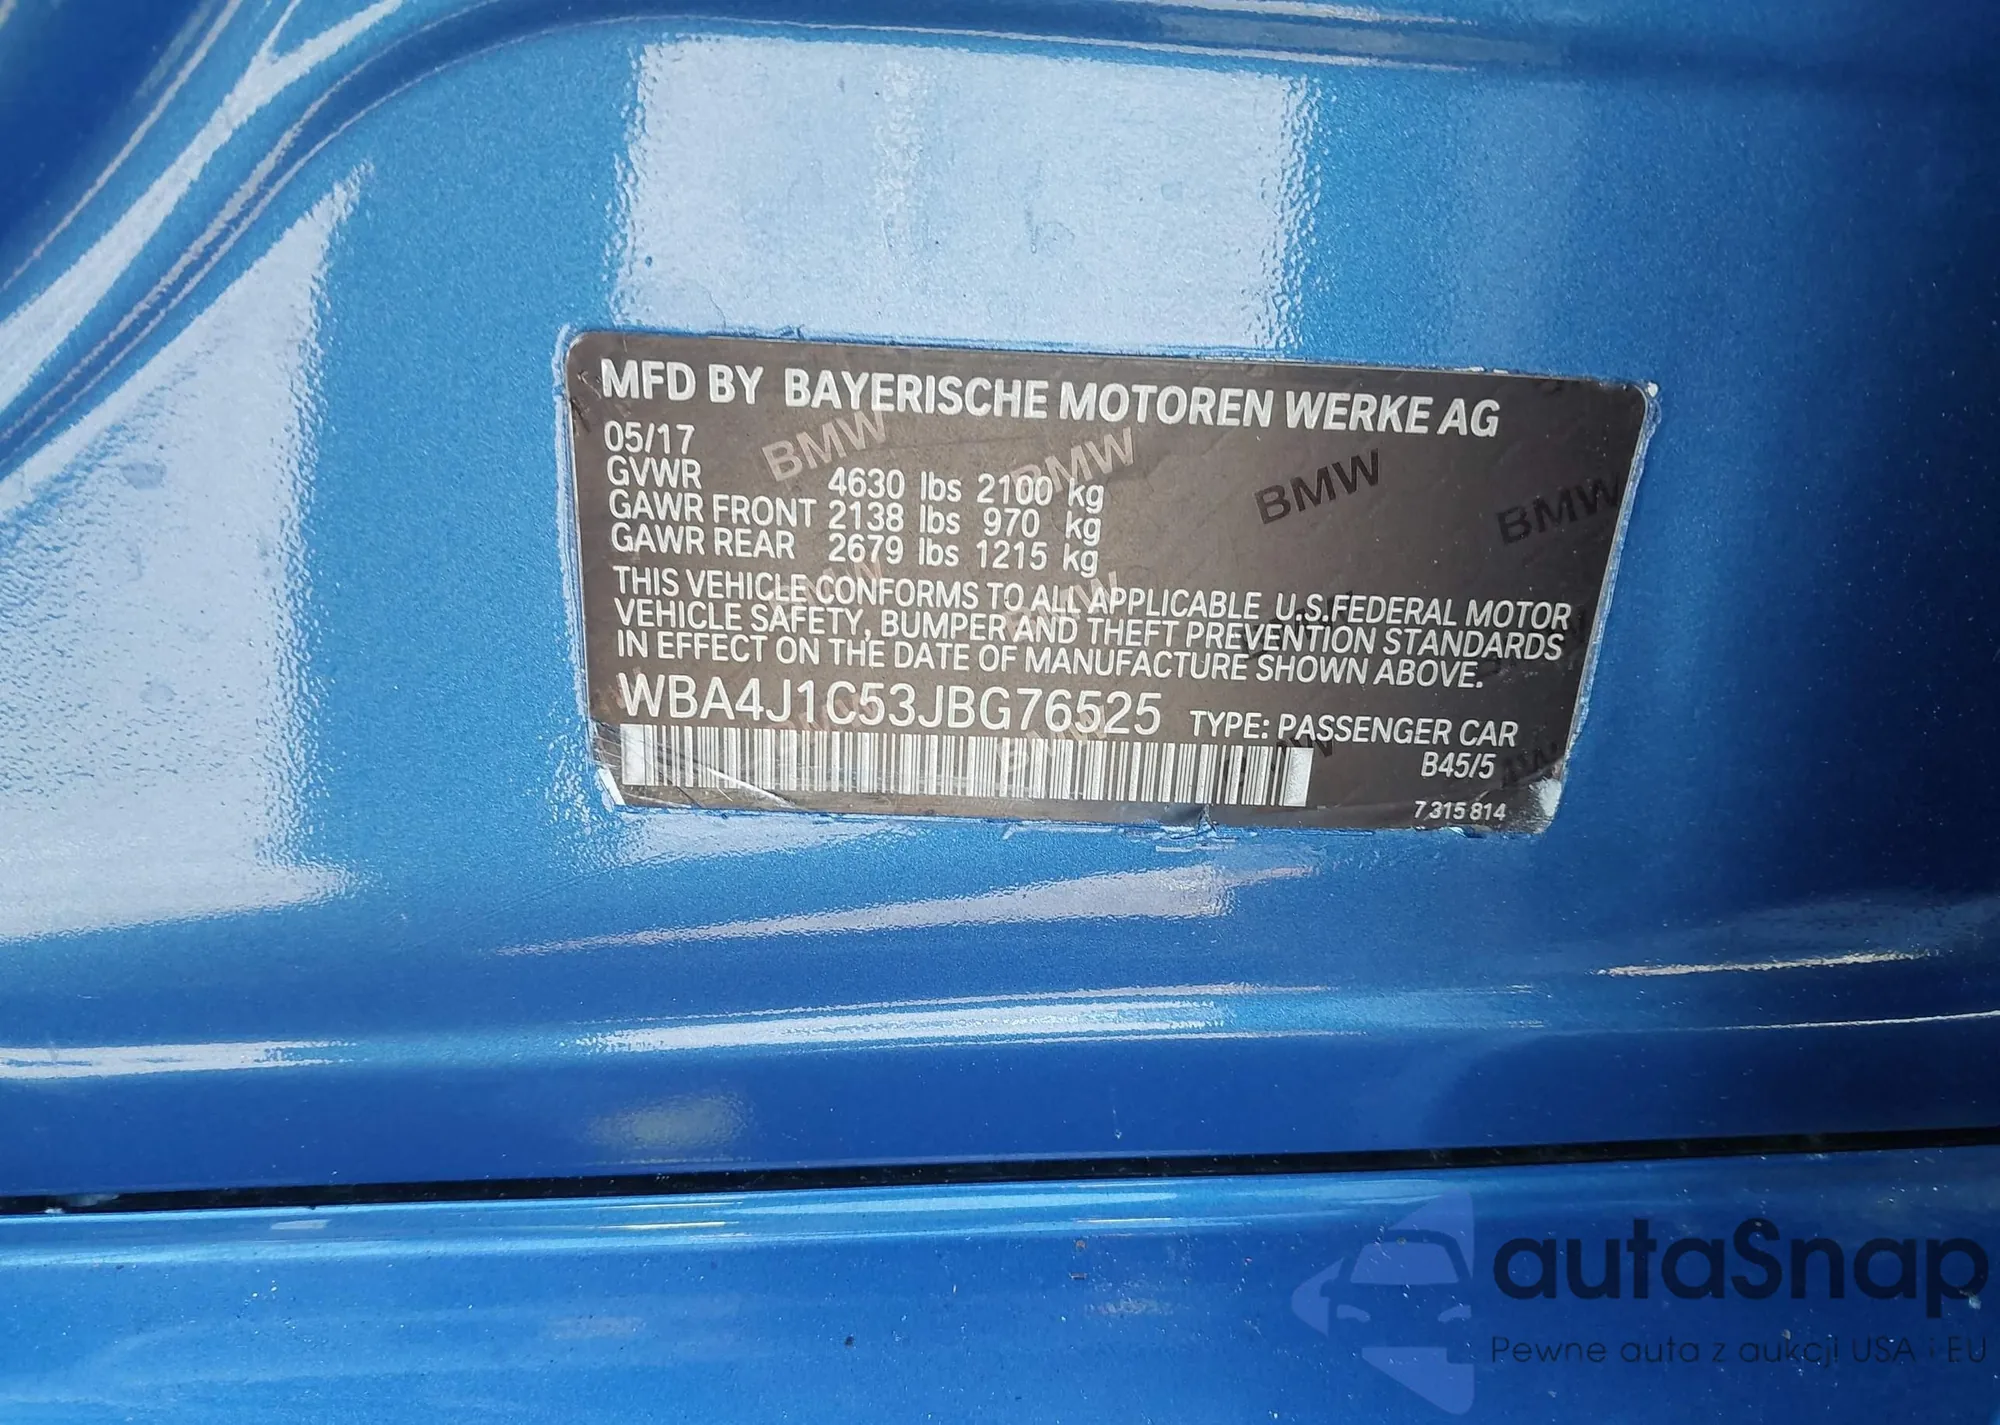 MFD BY BAYERISCHE MOTOREN WERKE AG
05/17
GVWR 4630 lbs 2100 kg
GAWR FRONT 2138 lbs 970 kg
GAWR REAR 2679 lbs 1215 kg
THIS VEHICLE CONFORMS TO ALL APPLICABLE U.S.FEDERAL MOTOR
VEHICLE SAFETY, BUMPER AND THEFT PREVENTION STANDARDS
IN EFFECT ON THE DATE OF MANUFACTURE SHOWN ABOVE.
WBA4J1C53JBG76525 TYPE: PASSENGER CAR
B45/5
7 315 814
BMW BMW BMW BMW
BMW BMW
autaSnap
Pewne auta z aukcji USA i EU